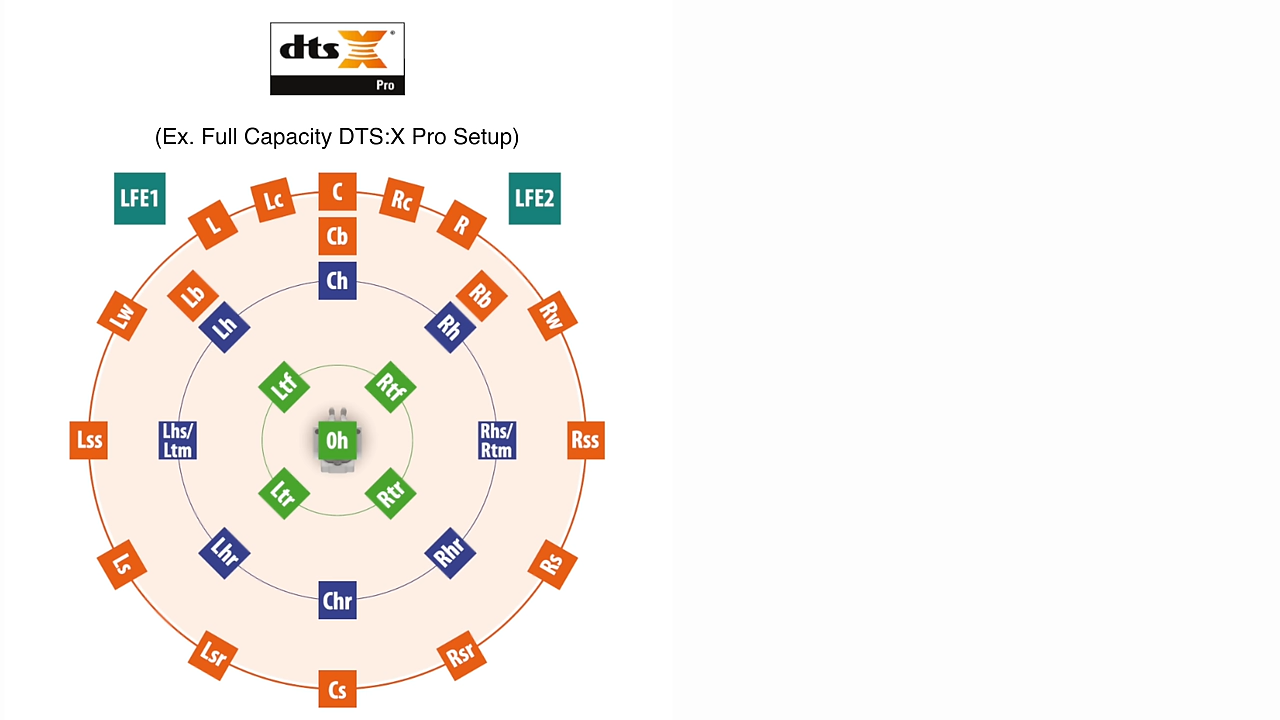 dts X®
Pro
(Ex. Full Capacity DTS:X Pro Setup)
LFE1
L
Lc
C
Rc
R
LFE2
Cb
Ch
Lb
Rb
Lw
Lh
Rh
Rw
Ltf
Rtf
Lss
Lhs/
Ltm
Oh
Rhs/
Rtm
Rss
Ltr
Rtr
Ls
Lhr
Rhr
Rs
Chr
Lsr
Rsr
Cs